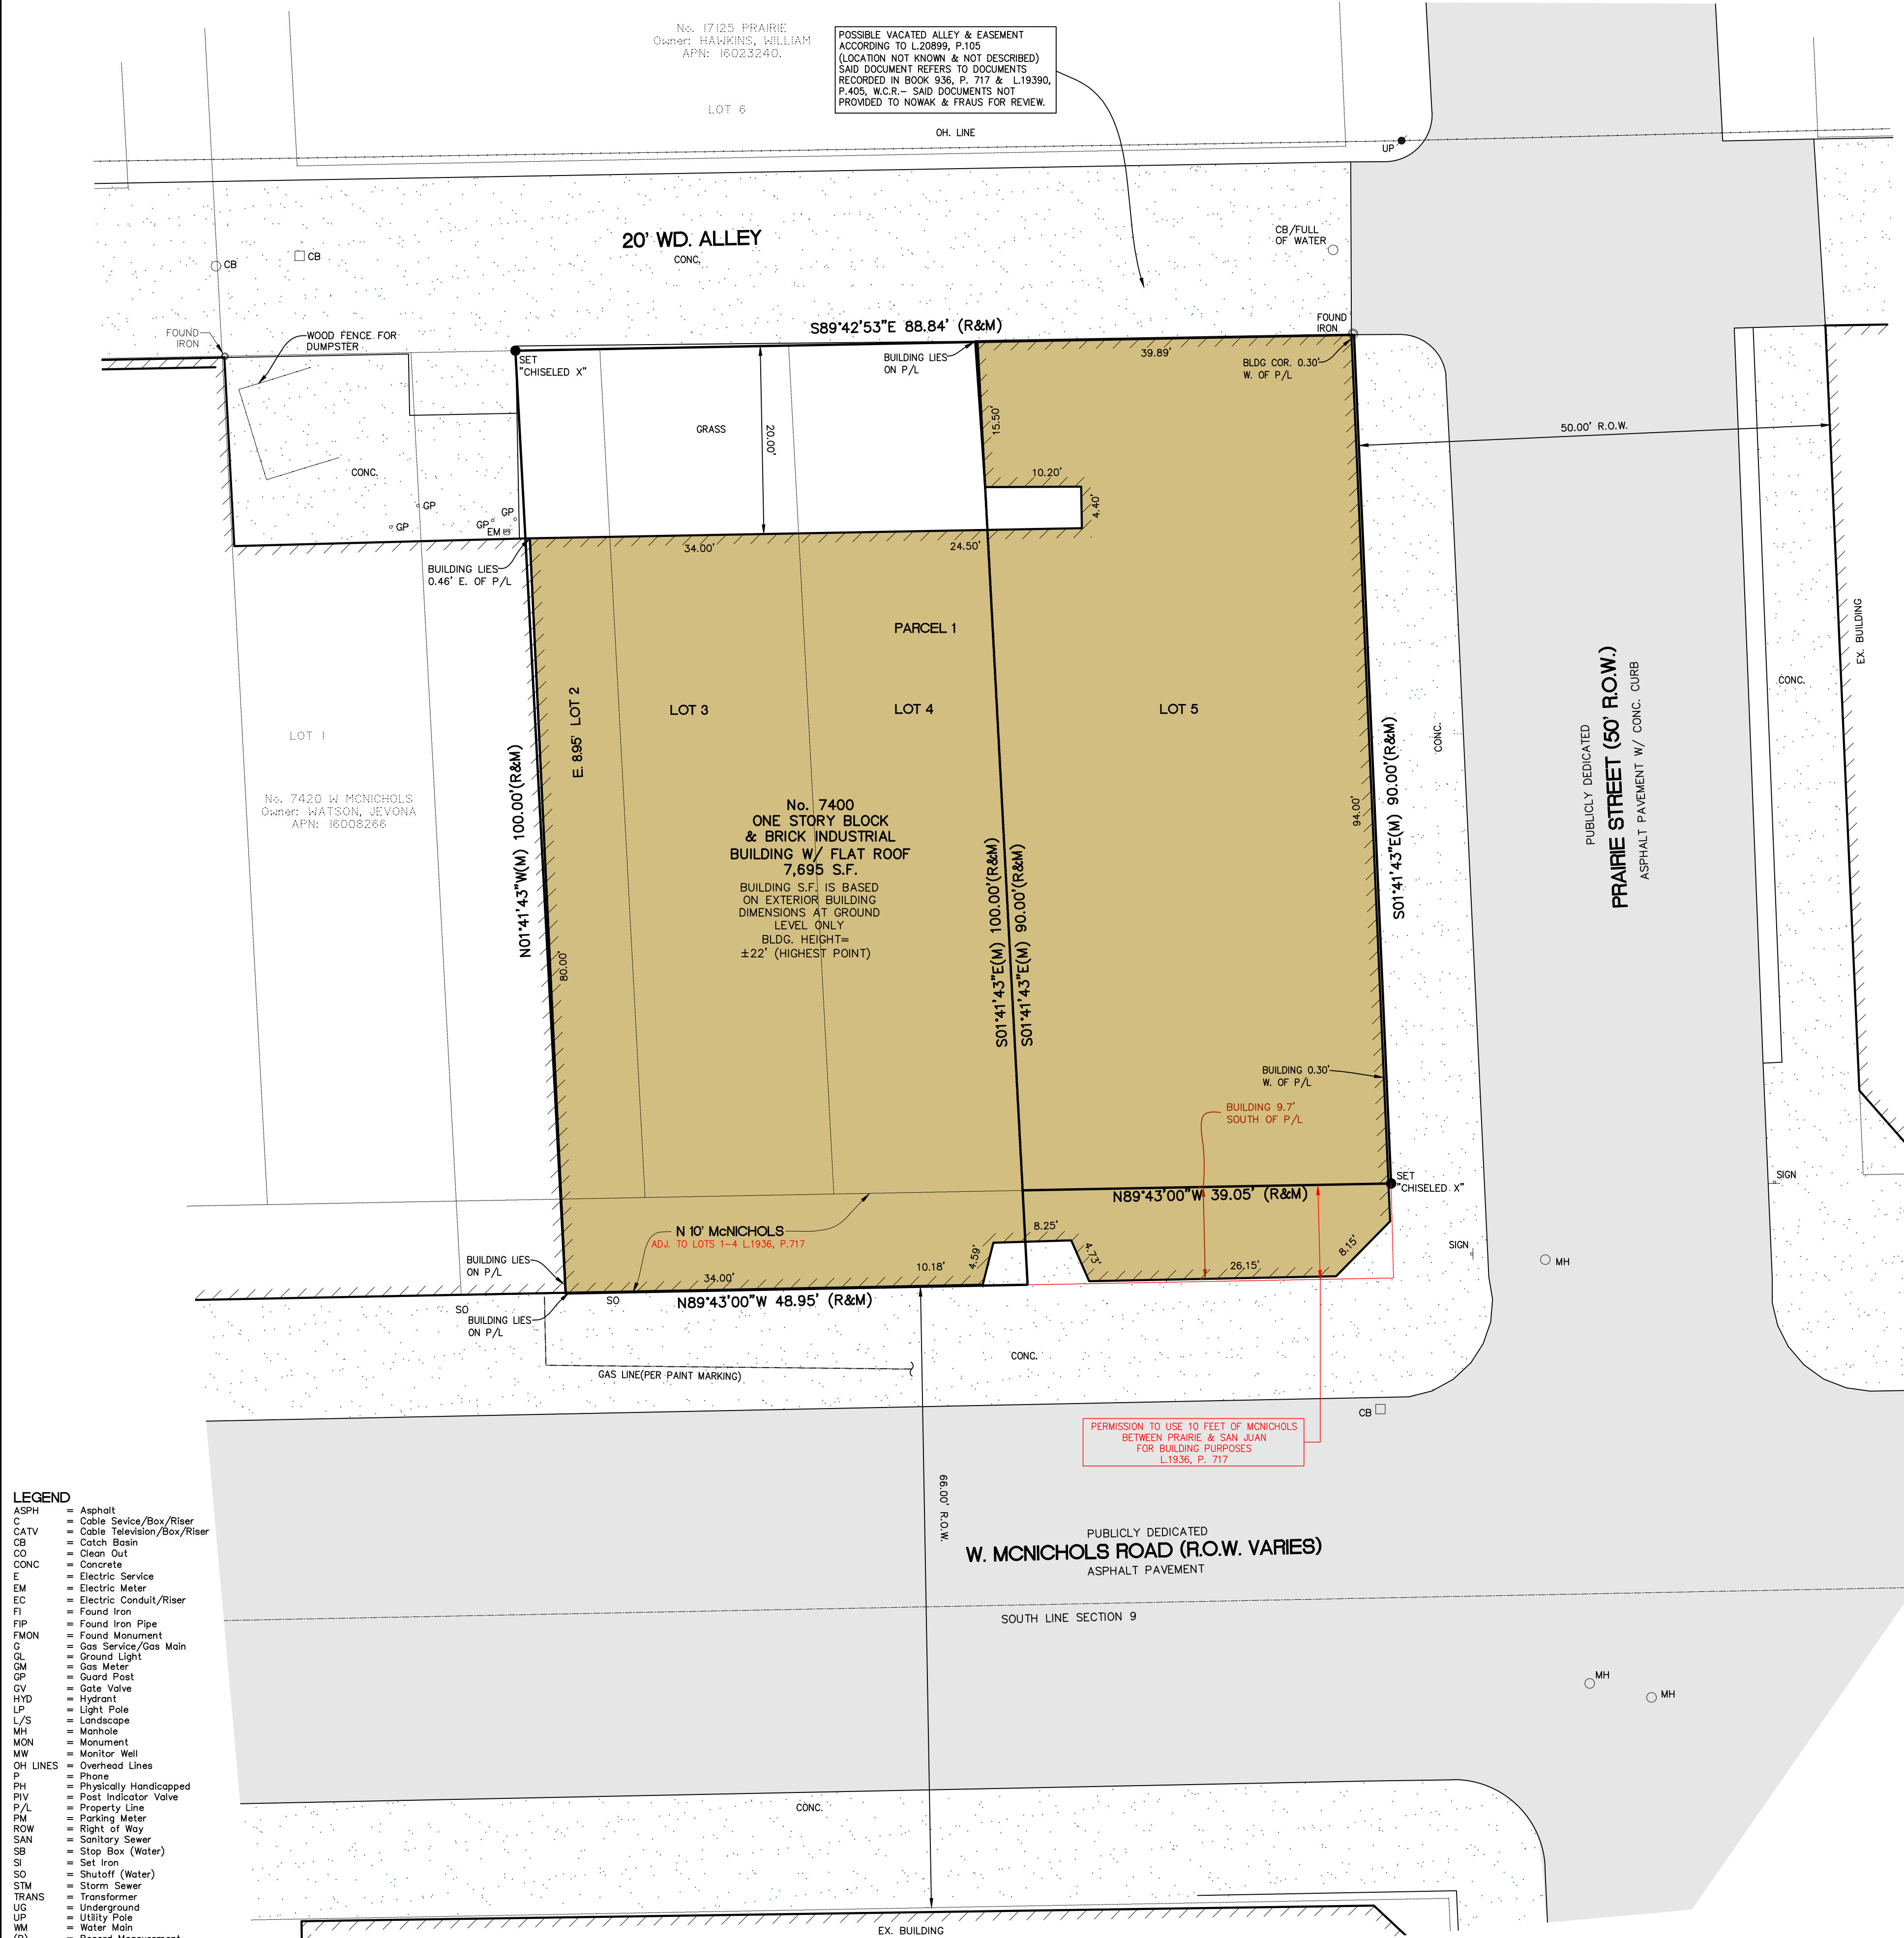 No. 17125 PRAIRIE
Owner: HAWKINS, WILLIAM
APN: 16023240.
LOT 6
POSSIBLE VACATED ALLEY & EASEMENT
ACCORDING TO L.20899, P.105
(LOCATION NOT KNOWN & NOT DESCRIBED)
SAID DOCUMENT REFERS TO DOCUMENTS
RECORDED IN BOOK 936, P. 717 & L.19390,
P.405, W.C.R.- SAID DOCUMENTS NOT
PROVIDED TO NOWAK & FRAUS FOR REVIEW.
OH. LINE
UP
20' WD. ALLEY
CONC.
CB
CB
CB/FULL
OF WATER
FOUND
IRON
WOOD FENCE FOR
DUMPSTER
S89°42'53"E 88.84' (R&M)
FOUND
IRON
SET
"CHISELED X"
BUILDING LIES
ON P/L
39.89'
BLDG COR. 0.30'
W. OF P/L
GRASS
20.00'
15.50'
50.00' R.O.W.
CONC.
10.20'
4.40'
GP
GP
GP
GP
EM
34.00'
24.50'
BUILDING LIES
0.46' E. OF P/L
PARCEL 1
EX. BUILDING
E. 8.95' LOT 2
LOT 3
LOT 4
LOT 5
CONC.
CONC.
LOT 1
N01°41'43"W(M) 100.00'(R&M)
S01°41'43"E(M) 90.00'(R&M)
PUBLICLY DEDICATED
PRAIRIE STREET (50' R.O.W.)
ASPHALT PAVEMENT W/ CONC. CURB
No. 7420 W MCNICHOLS
Owner: WATSON, JEVONA
APN: 16008266
No. 7400
ONE STORY BLOCK
& BRICK INDUSTRIAL
BUILDING W/ FLAT ROOF
7,695 S.F.
BUILDING S.F. IS BASED
ON EXTERIOR BUILDING
DIMENSIONS AT GROUND
LEVEL ONLY
BLDG. HEIGHT=
±22' (HIGHEST POINT)
94.00'
S01°41'43"E(M) 100.00'(R&M)
S01°41'43"E(M) 90.00'(R&M)
80.00'
BUILDING 0.30'
W. OF P/L
BUILDING 9.7'
SOUTH OF P/L
SET
"CHISELED X"
SIGN
N89°43'00"W 39.05' (R&M)
N 10' McNICHOLS
ADJ. TO LOTS 1-4 L.1936, P.717
8.25'
4.59'
4.73'
8.15'
SIGN
MH
BUILDING LIES
ON P/L
34.00'
10.18'
26.15'
SO
SO
N89°43'00"W 48.95' (R&M)
BUILDING LIES
ON P/L
CONC.
GAS LINE(PER PAINT MARKING)
CB
PERMISSION TO USE 10 FEET OF MCNICHOLS
BETWEEN PRAIRIE & SAN JUAN
FOR BUILDING PURPOSES
L.1936, P. 717
66.00' R.O.W.
PUBLICLY DEDICATED
W. MCNICHOLS ROAD (R.O.W. VARIES)
ASPHALT PAVEMENT
SOUTH LINE SECTION 9
MH
MH
CONC.
EX. BUILDING
LEGEND
ASPH = Asphalt
C = Cable Sevice/Box/Riser
CATV = Cable Television/Box/Riser
CB = Catch Basin
CO = Clean Out
CONC = Concrete
E = Electric Service
EM = Electric Meter
EC = Electric Conduit/Riser
FI = Found Iron
FIP = Found Iron Pipe
FMON = Found Monument
G = Gas Service/Gas Main
GL = Ground Light
GM = Gas Meter
GP = Guard Post
GV = Gate Valve
HYD = Hydrant
LP = Light Pole
L/S = Landscape
MH = Manhole
MON = Monument
MW = Monitor Well
OH LINES = Overhead Lines
P = Phone
PH = Physically Handicapped
PIV = Post Indicator Valve
P/L = Property Line
PM = Parking Meter
ROW = Right of Way
SAN = Sanitary Sewer
SB = Stop Box (Water)
SI = Set Iron
SO = Shutoff (Water)
STM = Storm Sewer
TRANS = Transformer
UG = Underground
UP = Utility Pole
WM = Water Main
(R) = Record Measurement